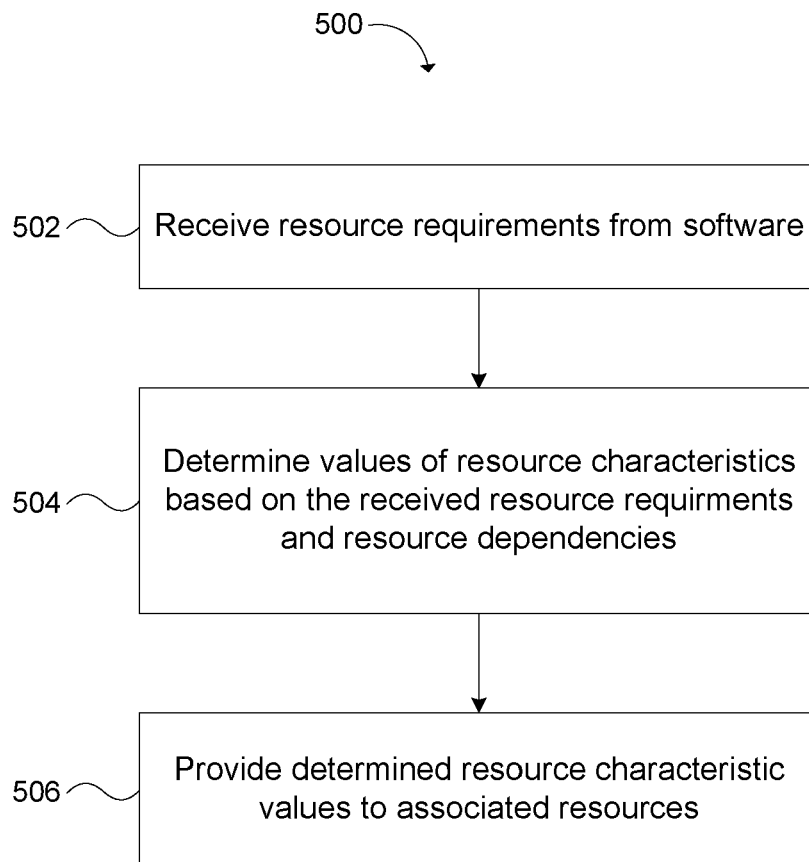 500
502
Receive resource requirements from software
504
Determine values of resource characteristics
based on the received resource requirments
and resource dependencies
506
Provide determined resource characteristic
values to associated resources